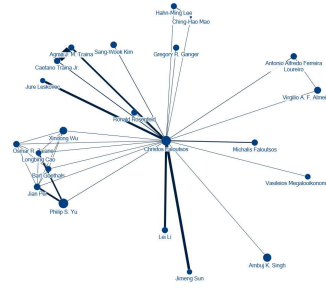 Hahn-Ming Lee
Ching-Hao Mao
Agma J. M. Traina
Sang-Wook Kim
Gregory R. Ganger
Caetano Traina Jr.
Antonio Alfredo Ferreira
Loureiro
Jure Leskovec
Virgilio A. F. Almei
Ronald Rosenfeld
Xindong Wu
Christos Faloutsos
Michalis Faloutsos
Longbing Cao
Bart Goethals
Vasileios Megalooikonom
Jian Pei
Philip S. Yu
Lei Li
Ambuj K. Singh
Jimeng Sun